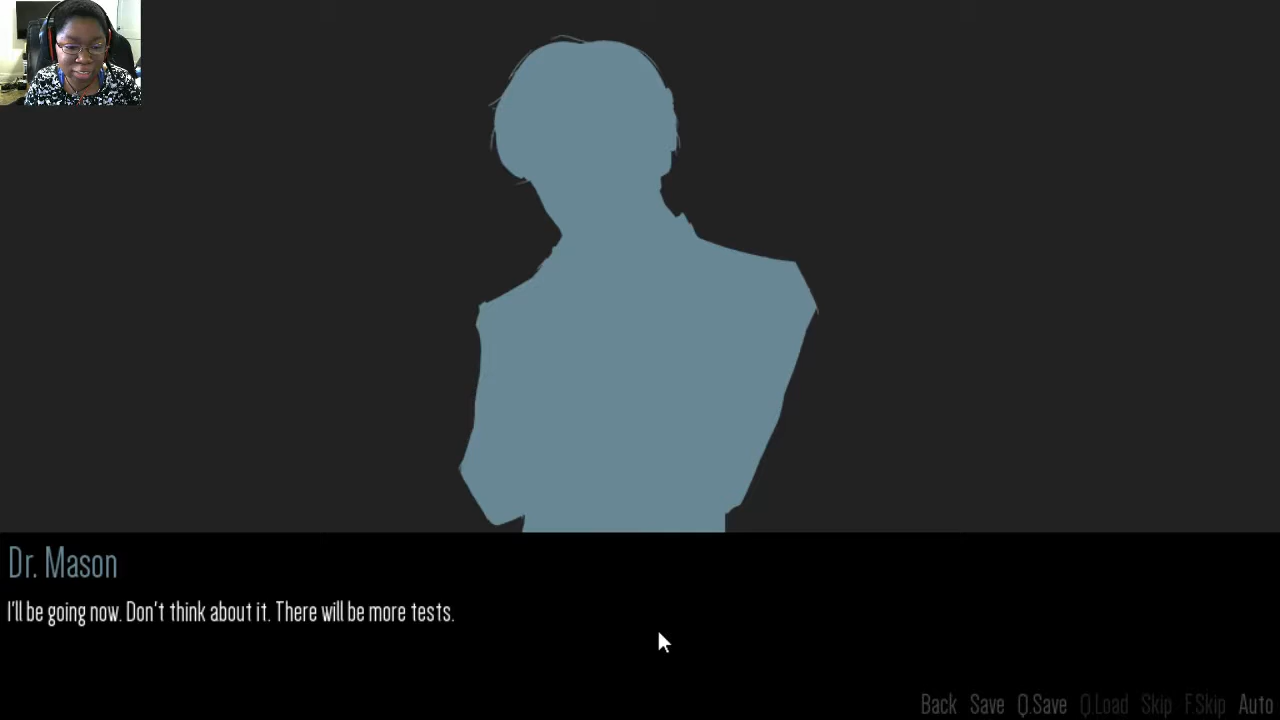 Dr. Mason
I'll be going now. Don't think about it. There will be more tests.
Back Save Q.Save Q.Load Skip F.Skip Auto